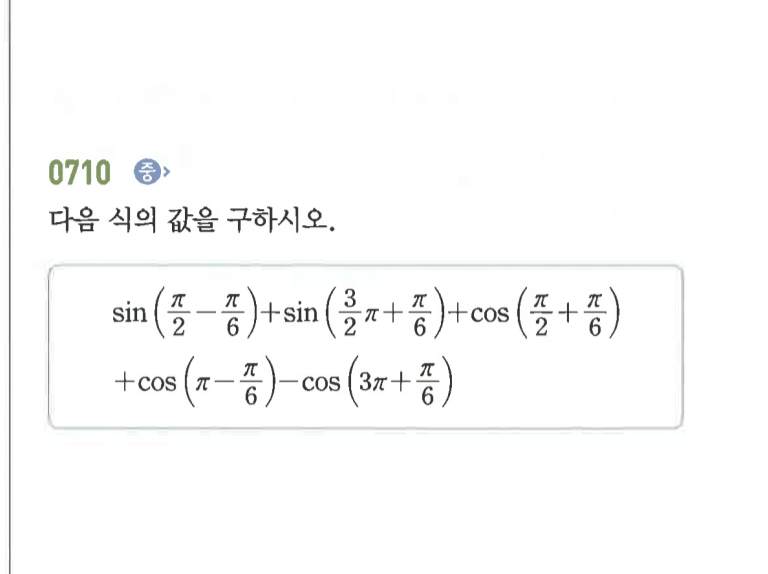 0710 중
다음 식의 값을 구하시오.
sin(π/2−π/6)+sin(3/2π+π/6)+cos(π/2+π/6)
+cos(π−π/6)−cos(3π+π/6)